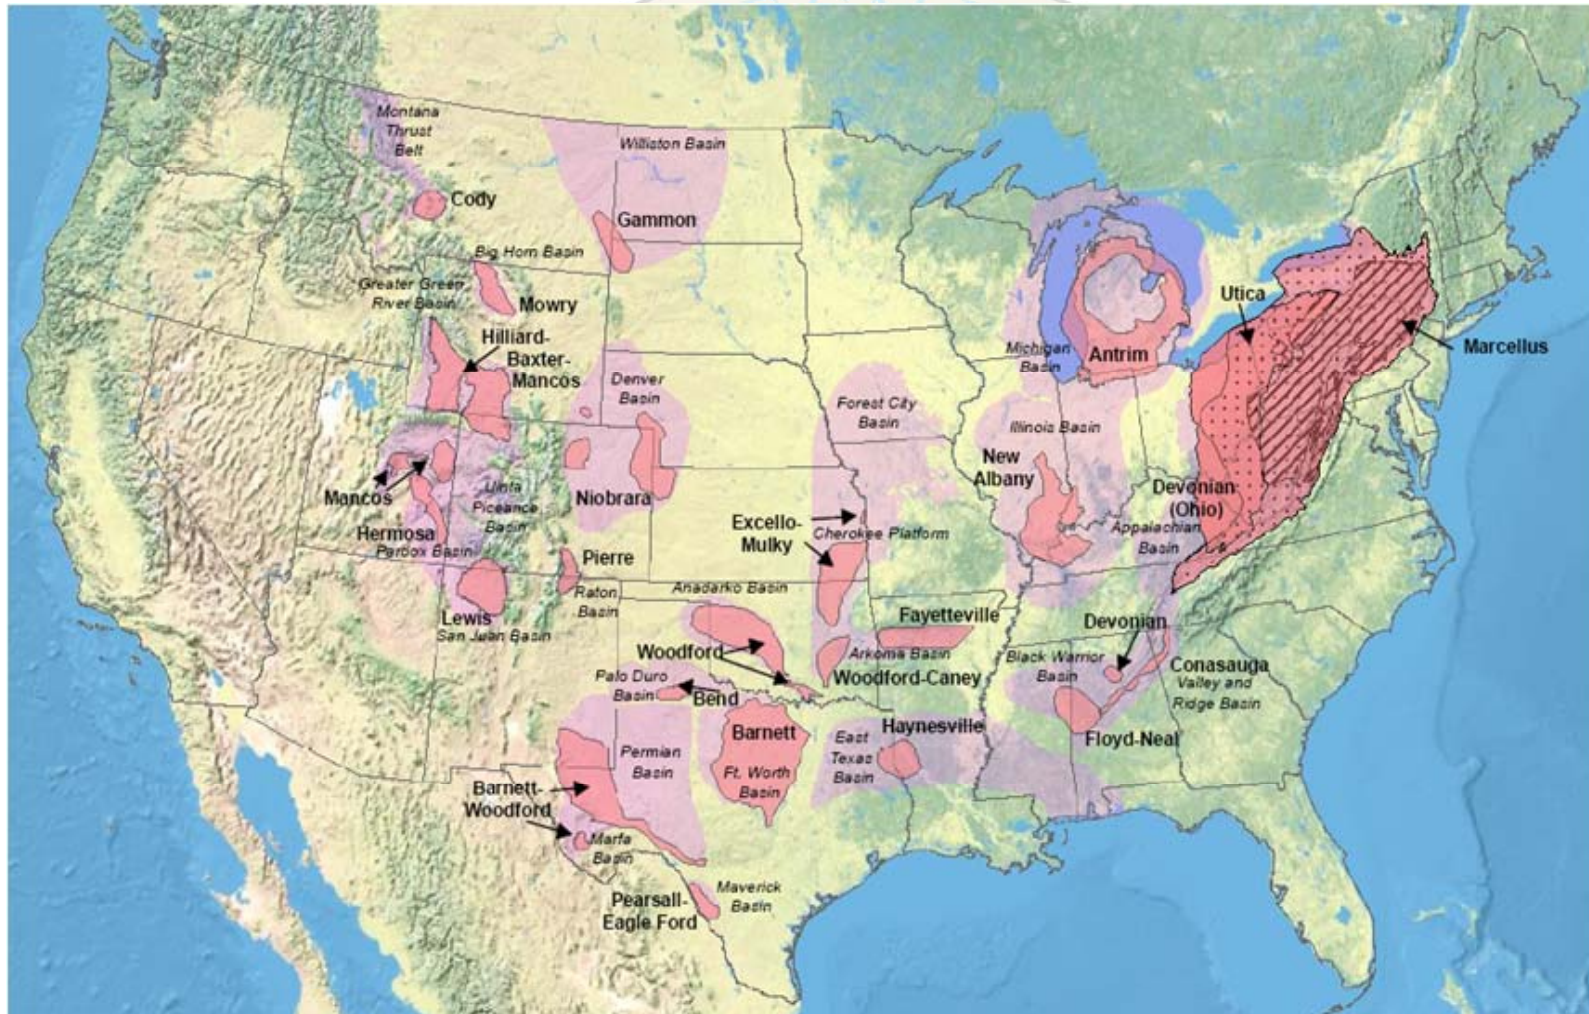 Montana
Thrust
Belt
Williston Basin
Cody
Gammon
Big Horn Basin
Greater Green
River Basin
Mowry
Utica
Hilliard-
Baxter-
Mancos
Marcellus
Michigan
Basin
Antrim
Denver
Basin
Forest City
Basin
Illinois Basin
New
Albany
Mancos
Uinta
Piceance
Basin
Niobrara
Devonian
(Ohio)
Appalachian
Basin
Hermosa
Pardox Basin
Excello-
Mulky
Cherokee Platform
Pierre
Raton
Basin
Anadarko Basin
Lewis
San Juan Basin
Fayetteville
Devonian
Woodford
Arkoma Basin
Woodford-Caney
Black Warrior
Basin
Conasauga
Valley and
Ridge Basin
Palo Duro
Basin
Bend
Floyd-Neal
Barnett
Ft. Worth
Basin
Haynesville
East
Texas
Basin
Permian
Basin
Barnett-
Woodford
Marfa
Basin
Pearsall-
Eagle Ford
Maverick
Basin